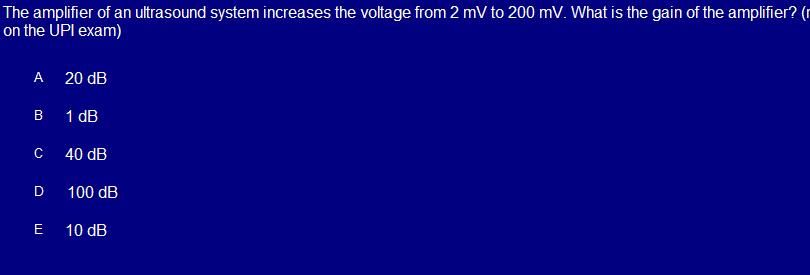 The amplifier of an ultrasound system increases the voltage from 2 mV to 200 mV. What is the gain of the amplifier? (
on the UPI exam)
A 20 dB
B 1 dB
C 40 dB
D 100 dB
E 10 dB